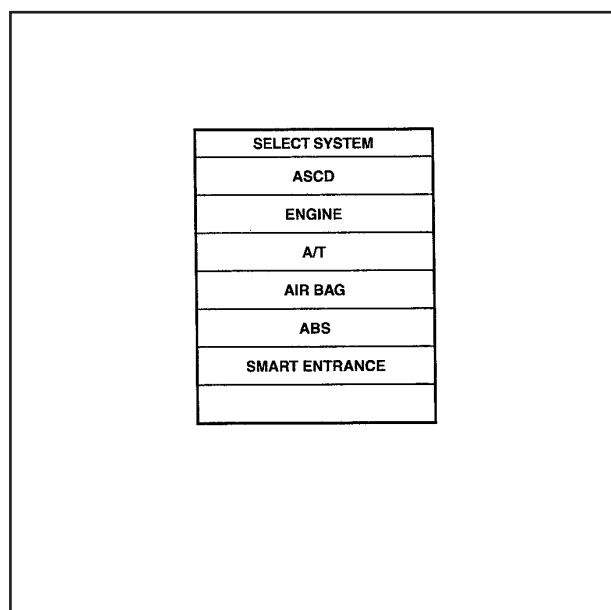 SELECT SYSTEM
ASCD
ENGINE
A/T
AIR BAG
ABS
SMART ENTRANCE